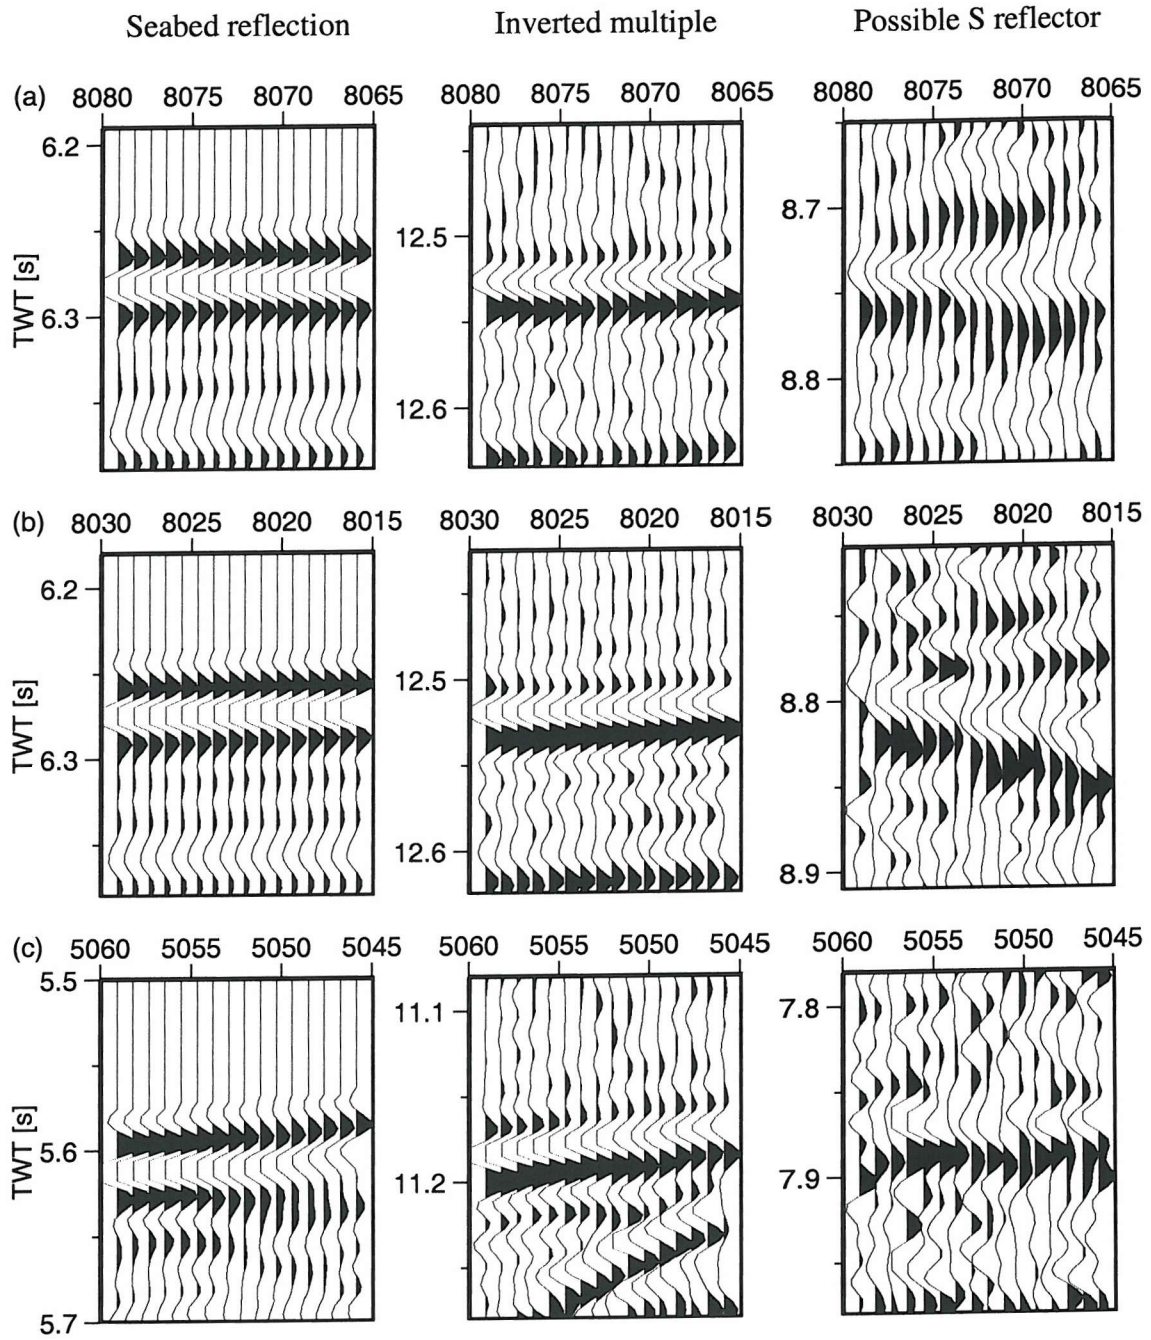 Seabed reflection Inverted multiple Possible S reflector
(a) 8080 8075 8070 8065 8080 8075 8070 8065 8080 8075 8070 8065
6.2
12.5
8.7
TWT [s]
6.3
8.8
12.6
(b) 8030 8025 8020 8015 8030 8025 8020 8015 8030 8025 8020 8015
6.2
12.5
8.8
TWT [s]
6.3
12.6
8.9
(c) 5060 5055 5050 5045 5060 5055 5050 5045 5060 5055 5050 5045
5.5
11.1
7.8
TWT [s]
5.6
11.2
7.9
5.7